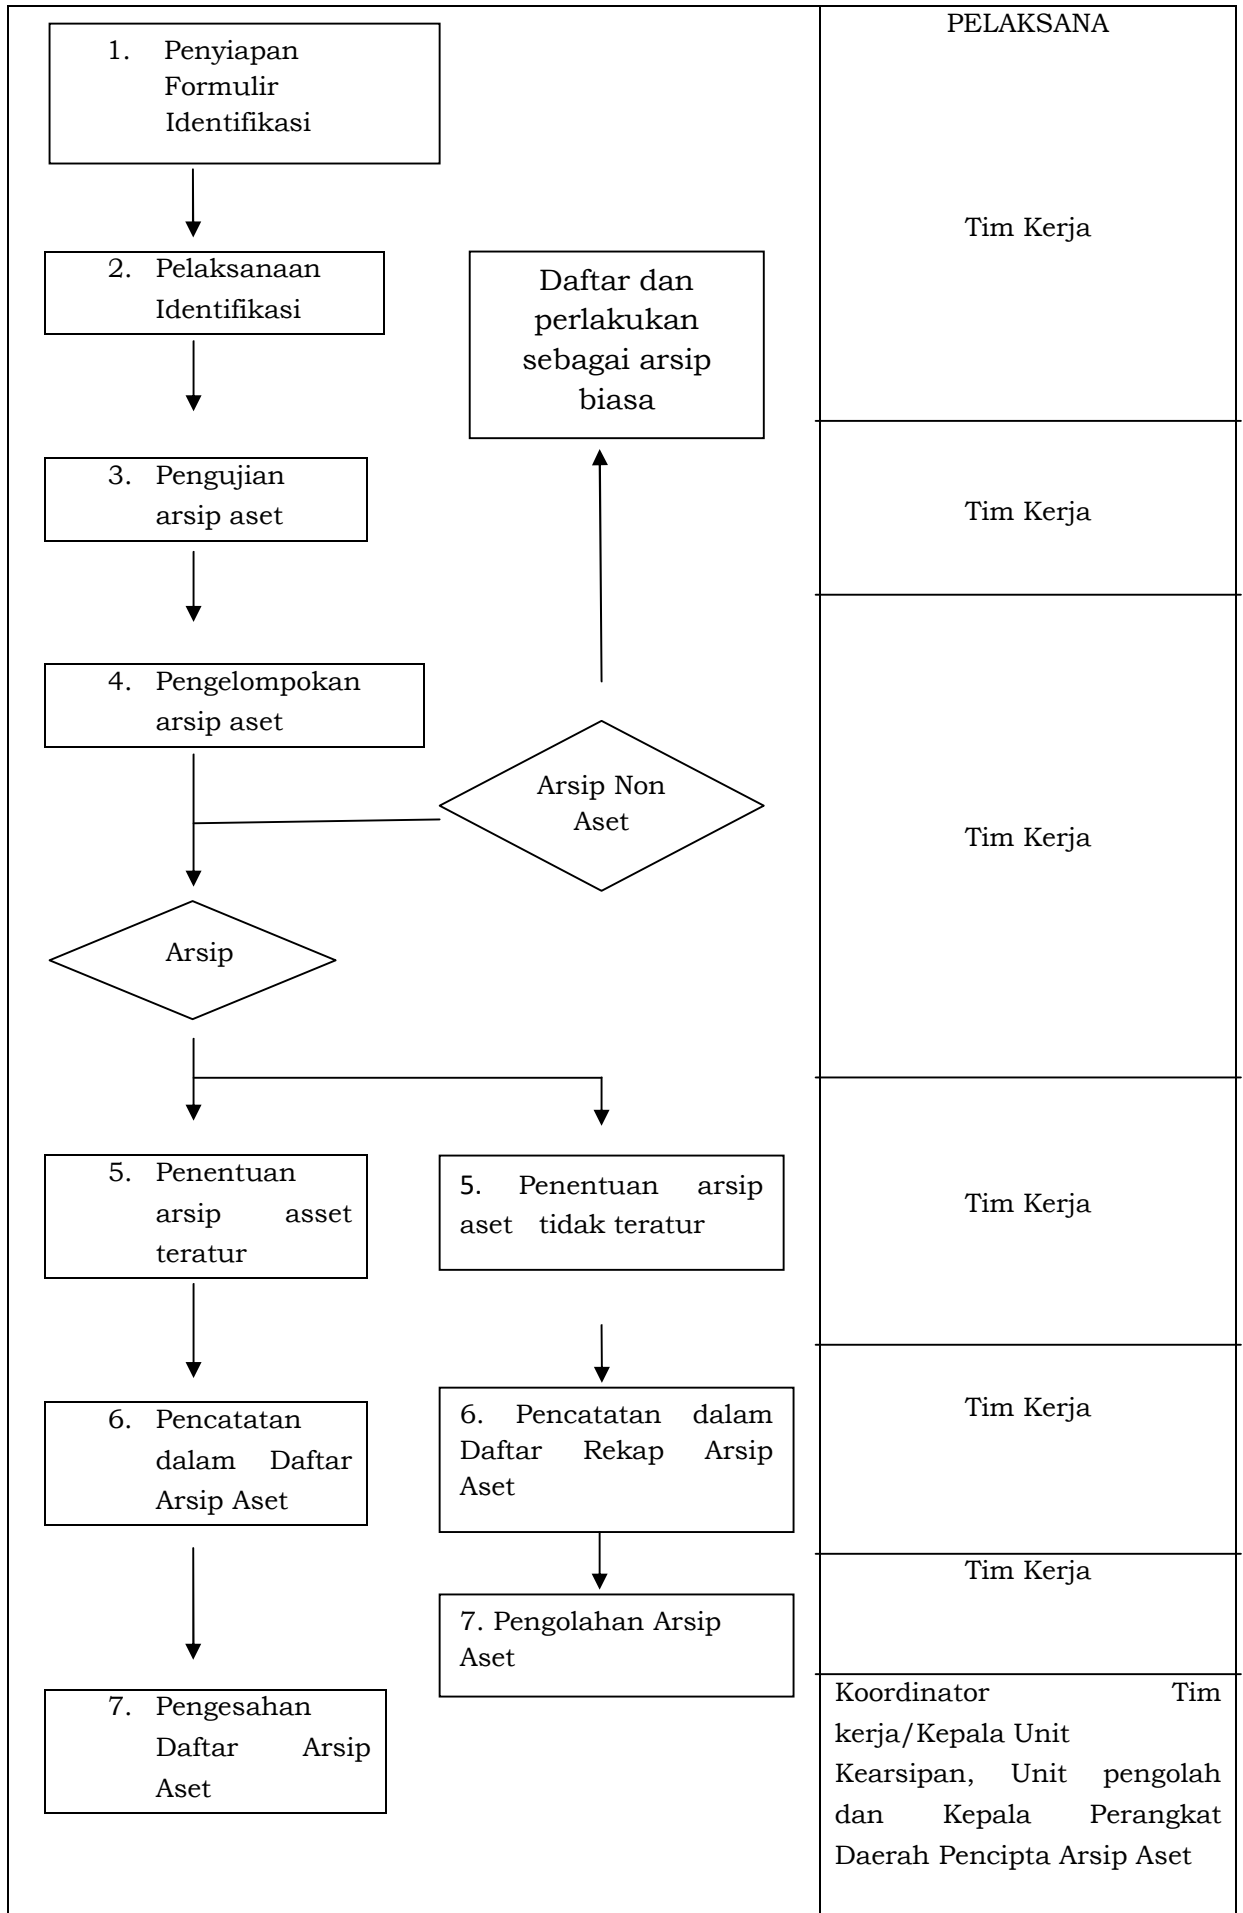 PELAKSANA
1. Penyiapan
Formulir
Identifikasi
Tim Kerja
2. Pelaksanaan
Identifikasi
Daftar dan
perlakukan
sebagai arsip
biasa
3. Pengujian
arsip aset
Tim Kerja
4. Pengelompokan
arsip aset
Arsip Non
Aset
Tim Kerja
Arsip
5. Penentuan
arsip asset
teratur
5. Penentuan arsip
aset tidak teratur
Tim Kerja
6. Pencatatan
dalam Daftar
Arsip Aset
6. Pencatatan dalam
Daftar Rekap Arsip
Aset
Tim Kerja
Tim Kerja
7. Pengolahan Arsip
Aset
7. Pengesahan
Daftar Arsip
Aset
Koordinator Tim
kerja/Kepala Unit
Kearsipan, Unit pengolah
dan Kepala Perangkat
Daerah Pencipta Arsip Aset